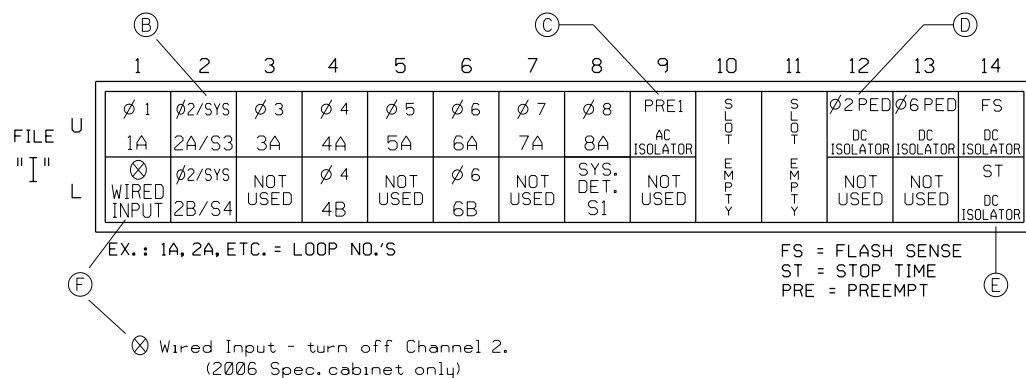 B C D
1 2 3 4 5 6 7 8 9 10 11 12 13 14
FILE "I"
U
Ø 1 Ø2/SYS Ø 3 Ø 4 Ø 5 Ø 6 Ø 7 Ø 8 PRE1 SLOT EMPTY SLOT EMPTY Ø2 PED Ø6 PED FS
1A 2A/S3 3A 4A 5A 6A 7A 8A AC ISOLATOR DC ISOLATOR DC ISOLATOR DC ISOLATOR
L
⊗ WIRED INPUT Ø2/SYS NOT USED Ø 4 NOT USED Ø 6 NOT USED SYS. DET. NOT USED NOT USED NOT USED ST
2B/S4 4B 6B S1 DC ISOLATOR
EX.: 1A, 2A, ETC. = LOOP NO.'S
FS = FLASH SENSE
ST = STOP TIME
PRE = PREEMPT
F E
⊗ Wired Input - turn off Channel 2.
(2006 Spec. cabinet only)